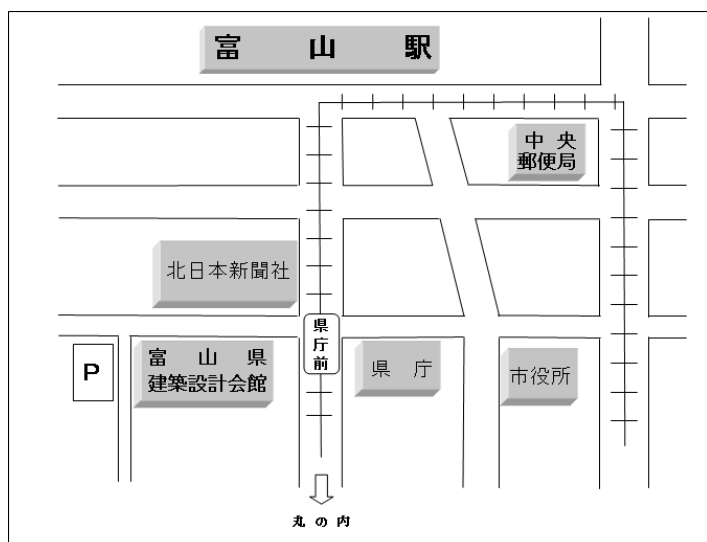 富山駅
中央
郵便局
北日本新聞社
県庁前
P
富山県
建築設計会館
県庁
市役所
丸の内